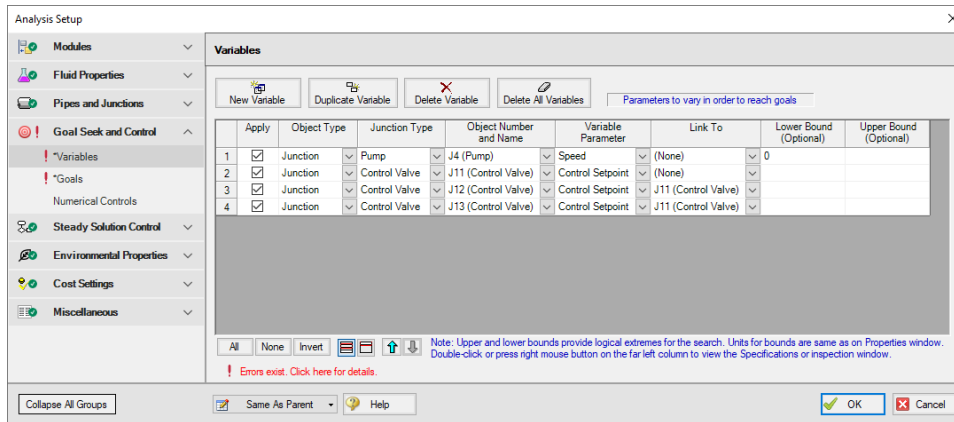 Analysis Setup
Modules
Fluid Properties
Pipes and Junctions
Goal Seek and Control
*Variables
*Goals
Numerical Controls
Steady Solution Control
Environmental Properties
Cost Settings
Miscellaneous
Collapse All Groups
Variables
New Variable Duplicate Variable Delete Variable Delete All Variables Parameters to vary in order to reach goals
Apply Object Type Junction Type Object Number and Name Variable Parameter Link To Lower Bound (Optional) Upper Bound (Optional)
1 Junction Pump J4 (Pump) Speed (None) 0
2 Junction Control Valve J11 (Control Valve) Control Setpoint (None)
3 Junction Control Valve J12 (Control Valve) Control Setpoint J11 (Control Valve)
4 Junction Control Valve J13 (Control Valve) Control Setpoint J11 (Control Valve)
All None Invert
Note: Upper and lower bounds provide logical extremes for the search. Units for bounds are same as on Properties window.
Double-click or press right mouse button on the far left column to view the Specifications or inspection window.
! Errors exist. Click here for details.
Same As Parent Help OK Cancel